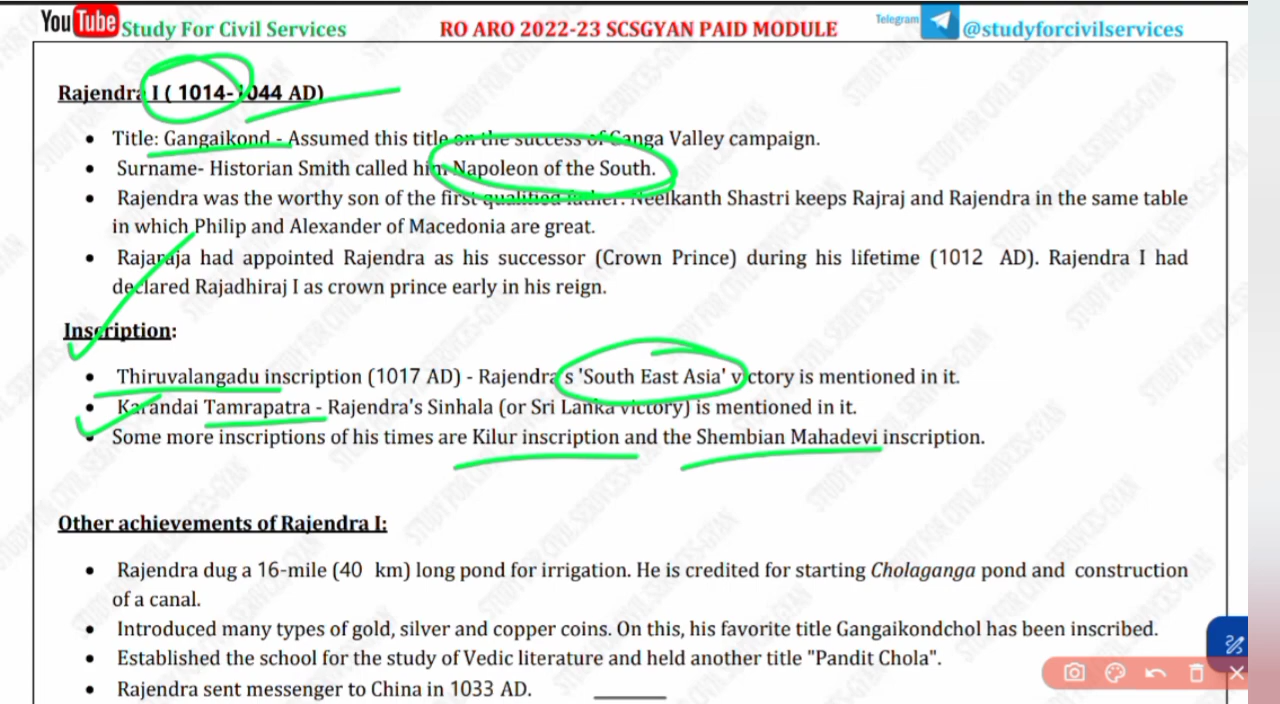 You Tube Study For Civil Services RO ARO 2022-23 SCSGYAN PAID MODULE Telegram @studyforcivilservices
Rajendra I ( 1014-1044 AD)
• Title: Gangaikond - Assumed this title on the success of Ganga Valley campaign.
• Surname- Historian Smith called him Napoleon of the South.
• Rajendra was the worthy son of the first qualified father. Neelkanth Shastri keeps Rajraj and Rajendra in the same table
in which Philip and Alexander of Macedonia are great.
• Rajaraja had appointed Rajendra as his successor (Crown Prince) during his lifetime (1012 AD). Rajendra I had
declared Rajadhiraj I as crown prince early in his reign.
Inscription:
• Thiruvalangadu inscription (1017 AD) - Rajendra's 'South East Asia' victory is mentioned in it.
• Karandai Tamrapatra - Rajendra's Sinhala (or Sri Lanka victory) is mentioned in it.
• Some more inscriptions of his times are Kilur inscription and the Shembian Mahadevi inscription.
Other achievements of Rajendra I:
• Rajendra dug a 16-mile (40 km) long pond for irrigation. He is credited for starting Cholaganga pond and construction
of a canal.
• Introduced many types of gold, silver and copper coins. On this, his favorite title Gangaikondchol has been inscribed.
• Established the school for the study of Vedic literature and held another title "Pandit Chola".
• Rajendra sent messenger to China in 1033 AD.